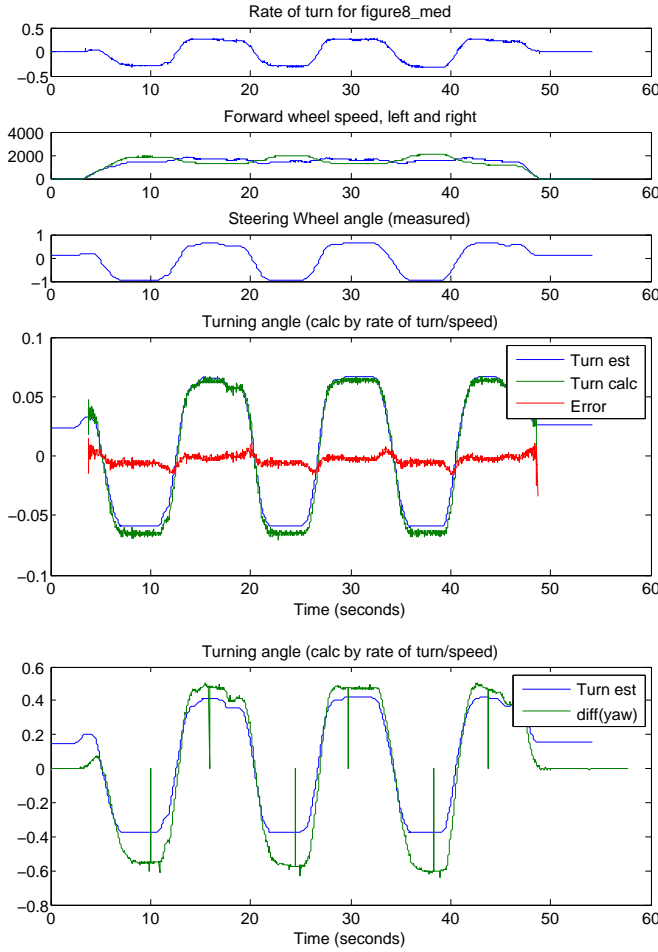 Rate of turn for figure8_med
0.5
0
−0.5
0 10 20 30 40 50 60
Forward wheel speed, left and right
4000
2000
0
0 10 20 30 40 50 60
Steering Wheel angle (measured)
1
0
−1
0 10 20 30 40 50 60
Turning angle (calc by rate of turn/speed)
0.1
0.05
0
−0.05
−0.1
Turn est
Turn calc
Error
0 10 20 30 40 50 60
Time (seconds)
Turning angle (calc by rate of turn/speed)
0.6
0.4
0.2
0
−0.2
−0.4
−0.6
−0.8
Turn est
diff(yaw)
0 10 20 30 40 50 60
Time (seconds)